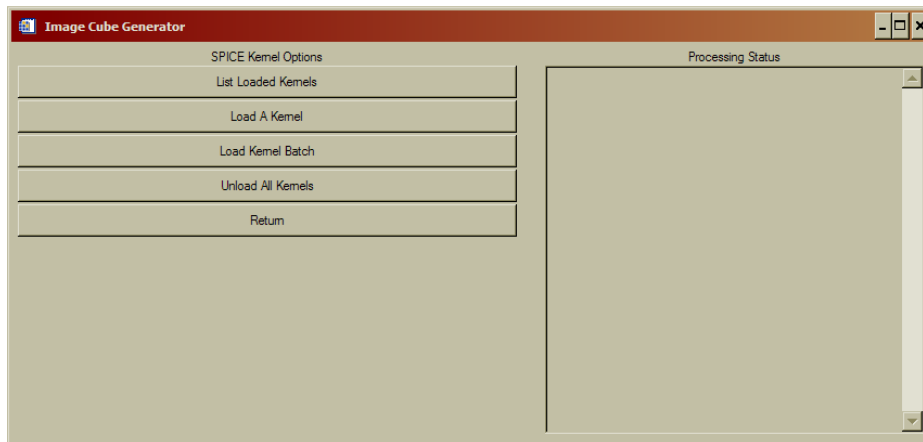 Image Cube Generator
SPICE Kernel Options
Processing Status
List Loaded Kernels
Load A Kernel
Load Kernel Batch
Unload All Kernels
Return